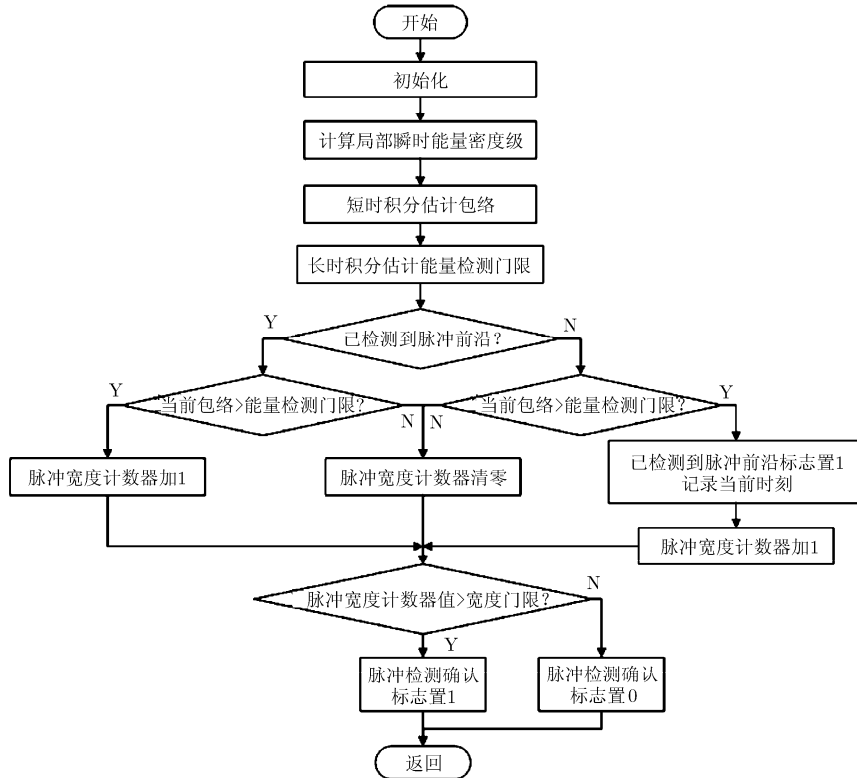 开始
初始化
计算局部瞬时能量密度级
短时积分估计包络
长时积分估计能量检测门限
Y
已检测到脉冲前沿?
N
Y
当前包络>能量检测门限?
N
N
当前包络>能量检测门限?
Y
脉冲宽度计数器加1
脉冲宽度计数器清零
已检测到脉冲前沿标志置1
记录当前时刻
脉冲宽度计数器加1
脉冲宽度计数器值>宽度门限?
N
Y
脉冲检测确认
标志置1
脉冲检测确认
标志置0
返回